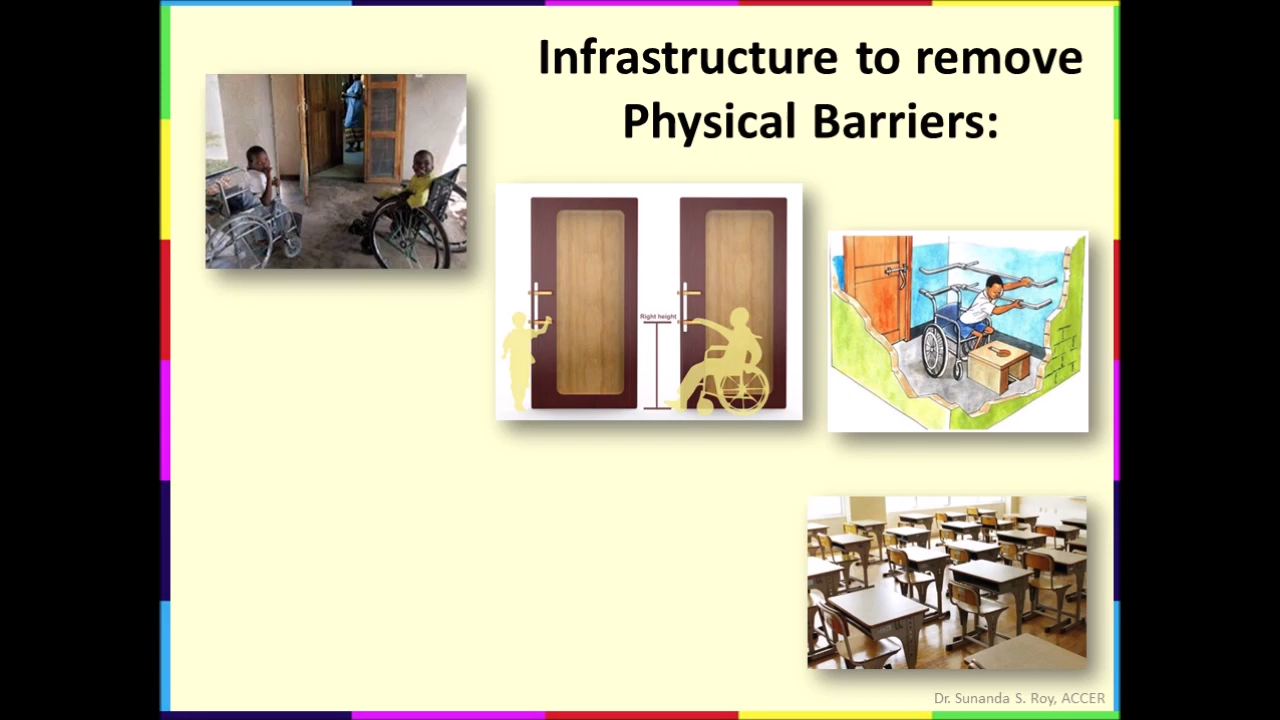 Infrastructure to remove
Physical Barriers:
Right height
Dr. Sunanda S. Roy, ACCER